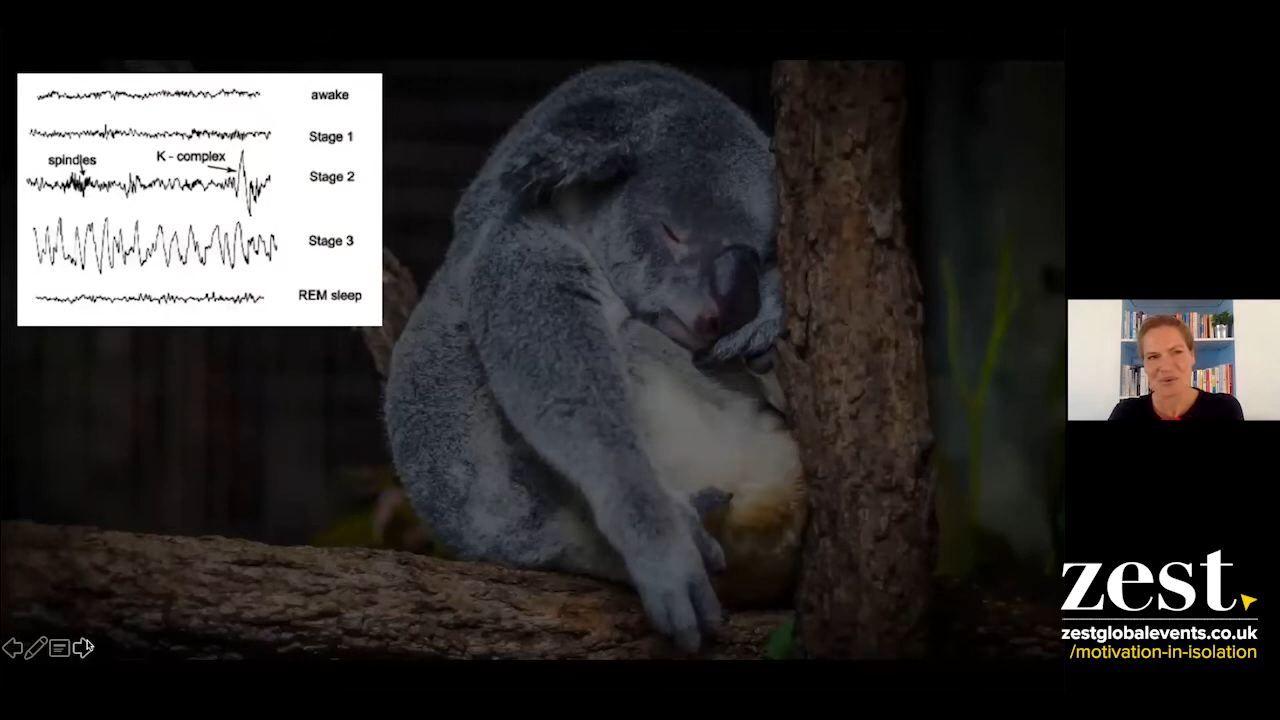 awake
Stage 1
spindles
K - complex
Stage 2
Stage 3
REM sleep
zest.
zestglobalevents.co.uk
/motivation-in-isolation